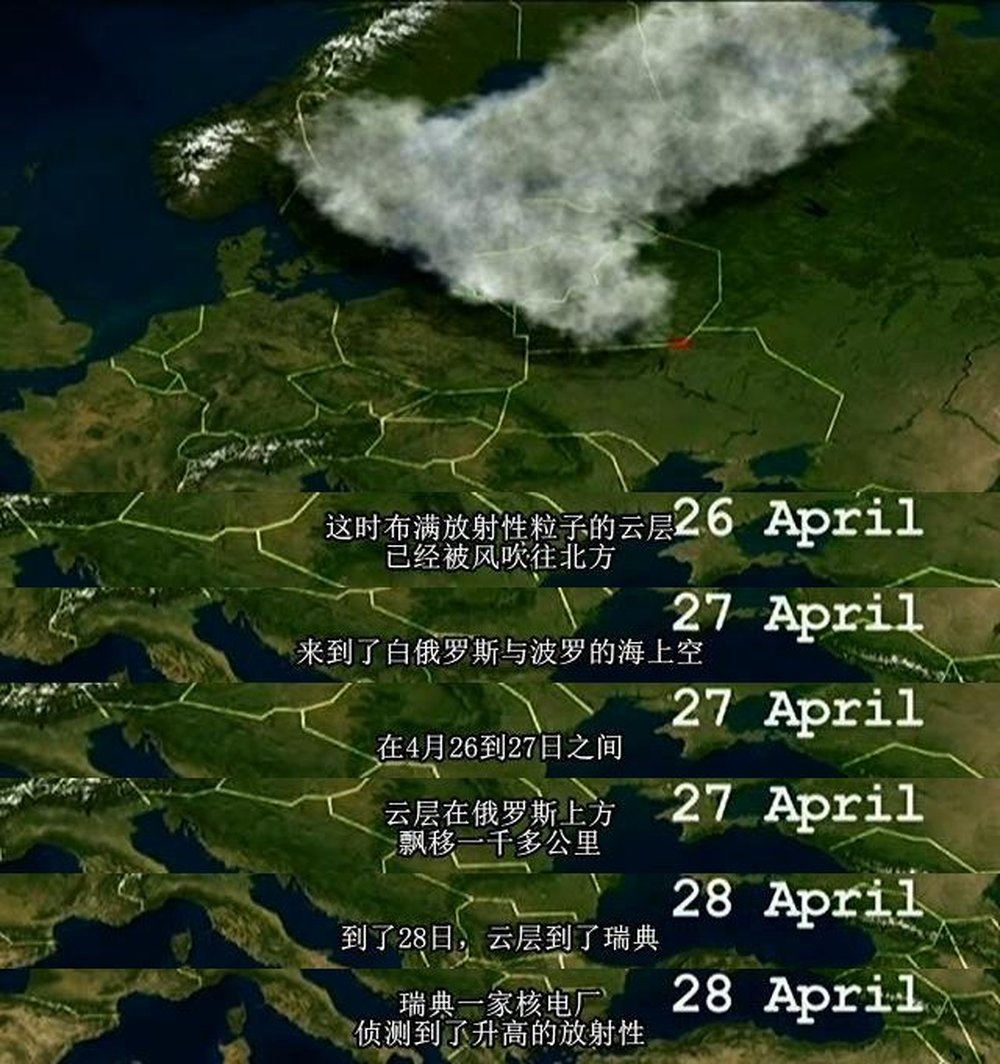 26 April
这时布满放射性粒子的云层
已经被风吹往北方
27 April
来到了白俄罗斯与波罗的海上空
27 April
在4月26到27日之间
27 April
云层在俄罗斯上方
飘移一千多公里
28 April
到了28日，云层到了瑞典
28 April
瑞典一家核电厂
侦测到了升高的放射性